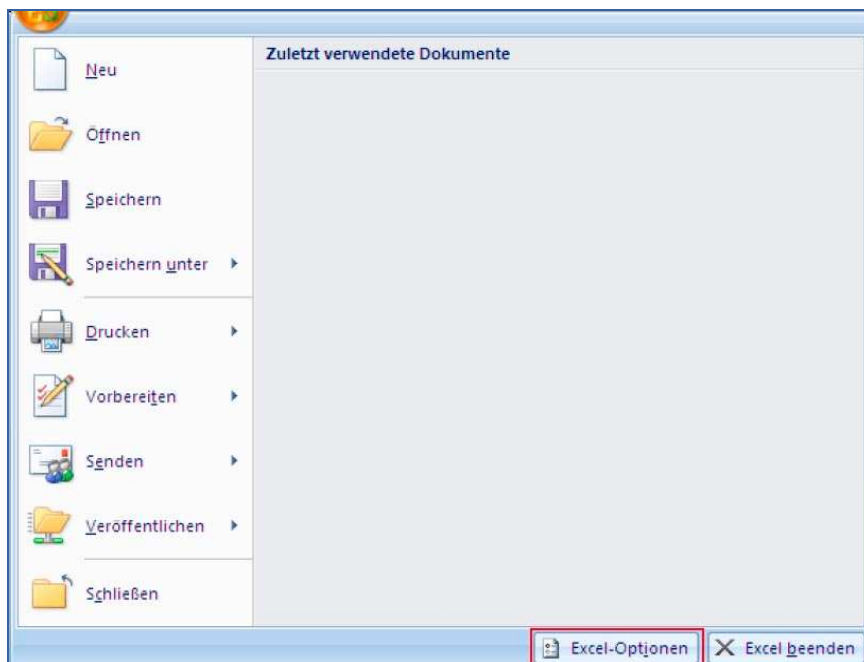 Neu
Öffnen
Speichern
Speichern unter
Drucken
Vorbereiten
Senden
Veröffentlichen
Schließen
Zuletzt verwendete Dokumente
Excel-Optionen
Excel beenden